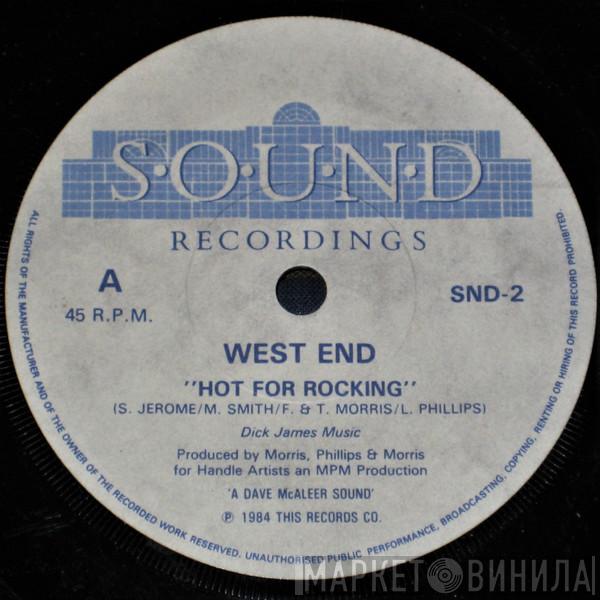 S·O·U·N·D
RECORDINGS
A
45 R.P.M.
SND-2
WEST END
"HOT FOR ROCKING"
(S. JEROME/M. SMITH/F. & T. MORRIS/L. PHILLIPS)
Dick James Music
Produced by Morris, Phillips & Morris
for Handle Artists an MPM Production
'A DAVE McALEER SOUND'
℗ 1984 THIS RECORDS CO.
ALL RIGHTS OF THE MANUFACTURER AND OF THE OWNER OF THE RECORDED WORK RESERVED. UNAUTHORISED PUBLIC PERFORMANCE, BROADCASTING, COPYING, RENTING OR HIRING OF THIS RECORD PROHIBITED.
МАРКЕТ ВИНИЛА